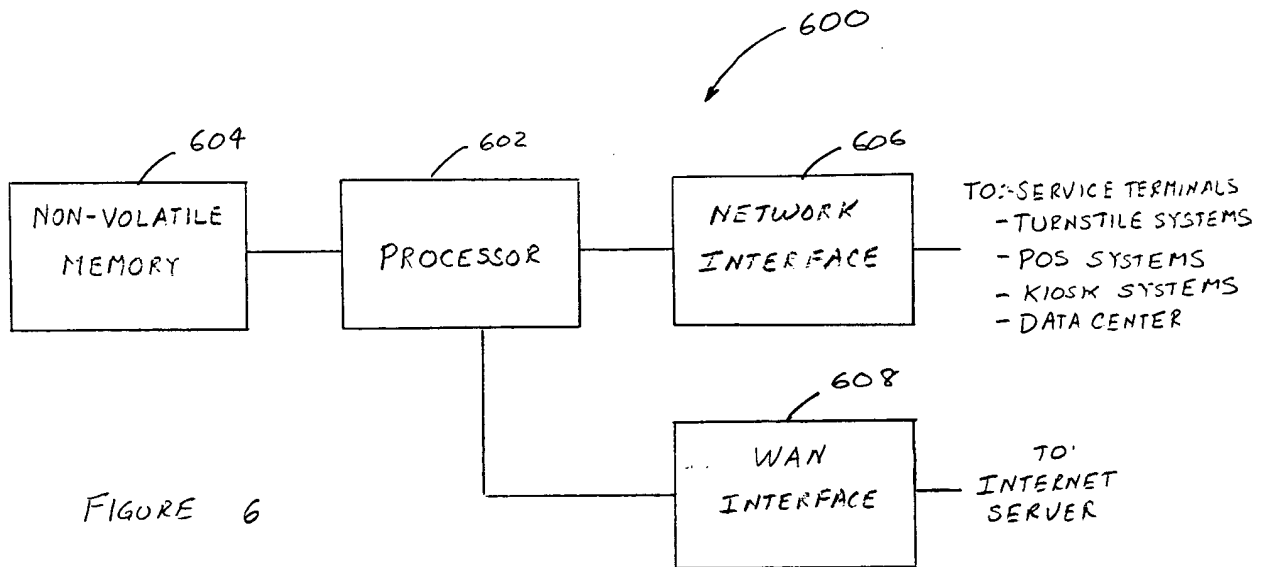 600
604
602
606
NON-VOLATILE
MEMORY
PROCESSOR
NETWORK
INTERFACE
TO:-SERVICE TERMINALS
- TURNSTILE SYSTEMS
- POS SYSTEMS
- KIOSK SYSTEMS
- DATA CENTER
608
WAN
INTERFACE
TO
INTERNET
SERVER
FIGURE 6